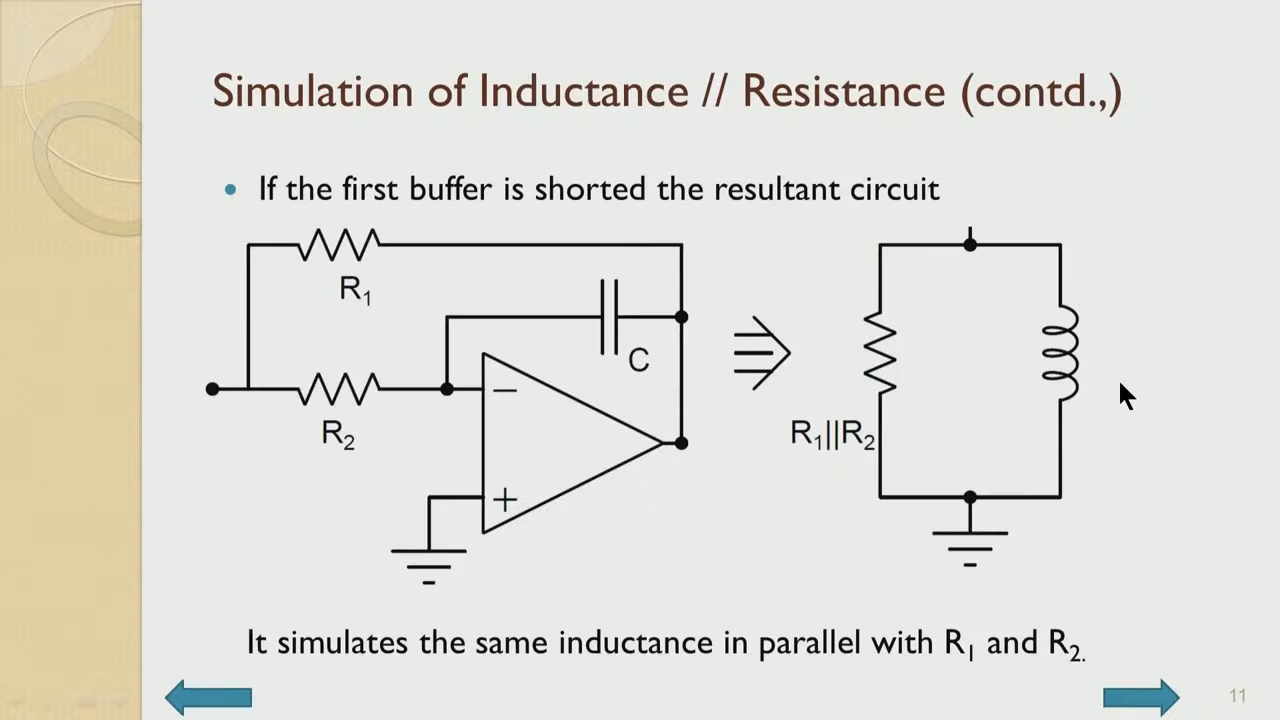 Simulation of Inductance // Resistance (contd.,)
• If the first buffer is shorted the resultant circuit
R₁
C
R₂
−
+
R₁||R₂
It simulates the same inductance in parallel with R₁ and R₂.
11